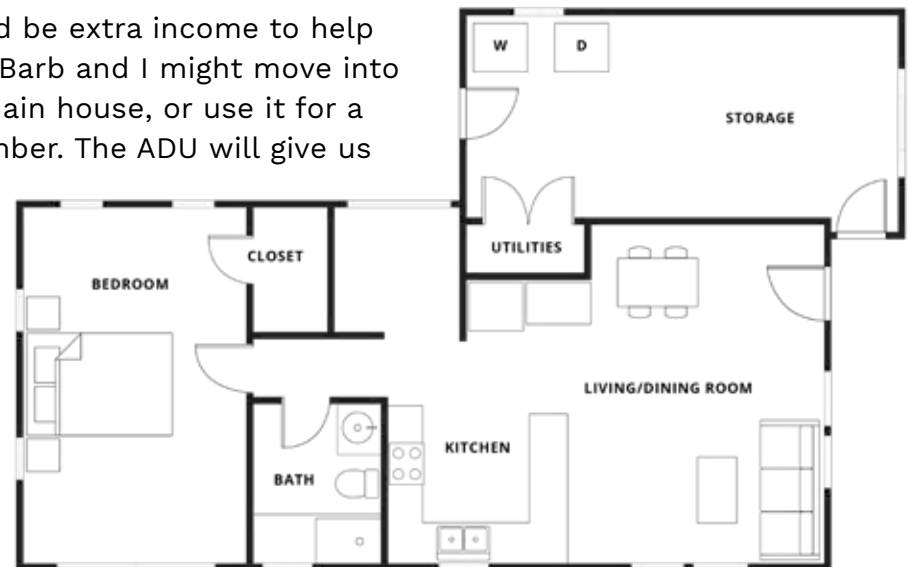 d be extra income to help
Barb and I might move into
ain house, or use it for a
nber. The ADU will give us
W
D
STORAGE
UTILITIES
CLOSET
BEDROOM
LIVING/DINING ROOM
KITCHEN
BATH